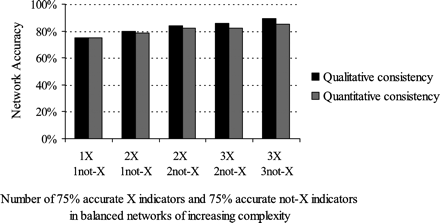 100%
80%
60%
40%
20%
0%
Network Accuracy
1X 2X 2X 3X 3X
1not-X 1not-X 2not-X 2not-X 3not-X
Qualitative consistency
Quantitative consistency
Number of 75% accurate X indicators and 75% accurate not-X indicators
in balanced networks of increasing complexity